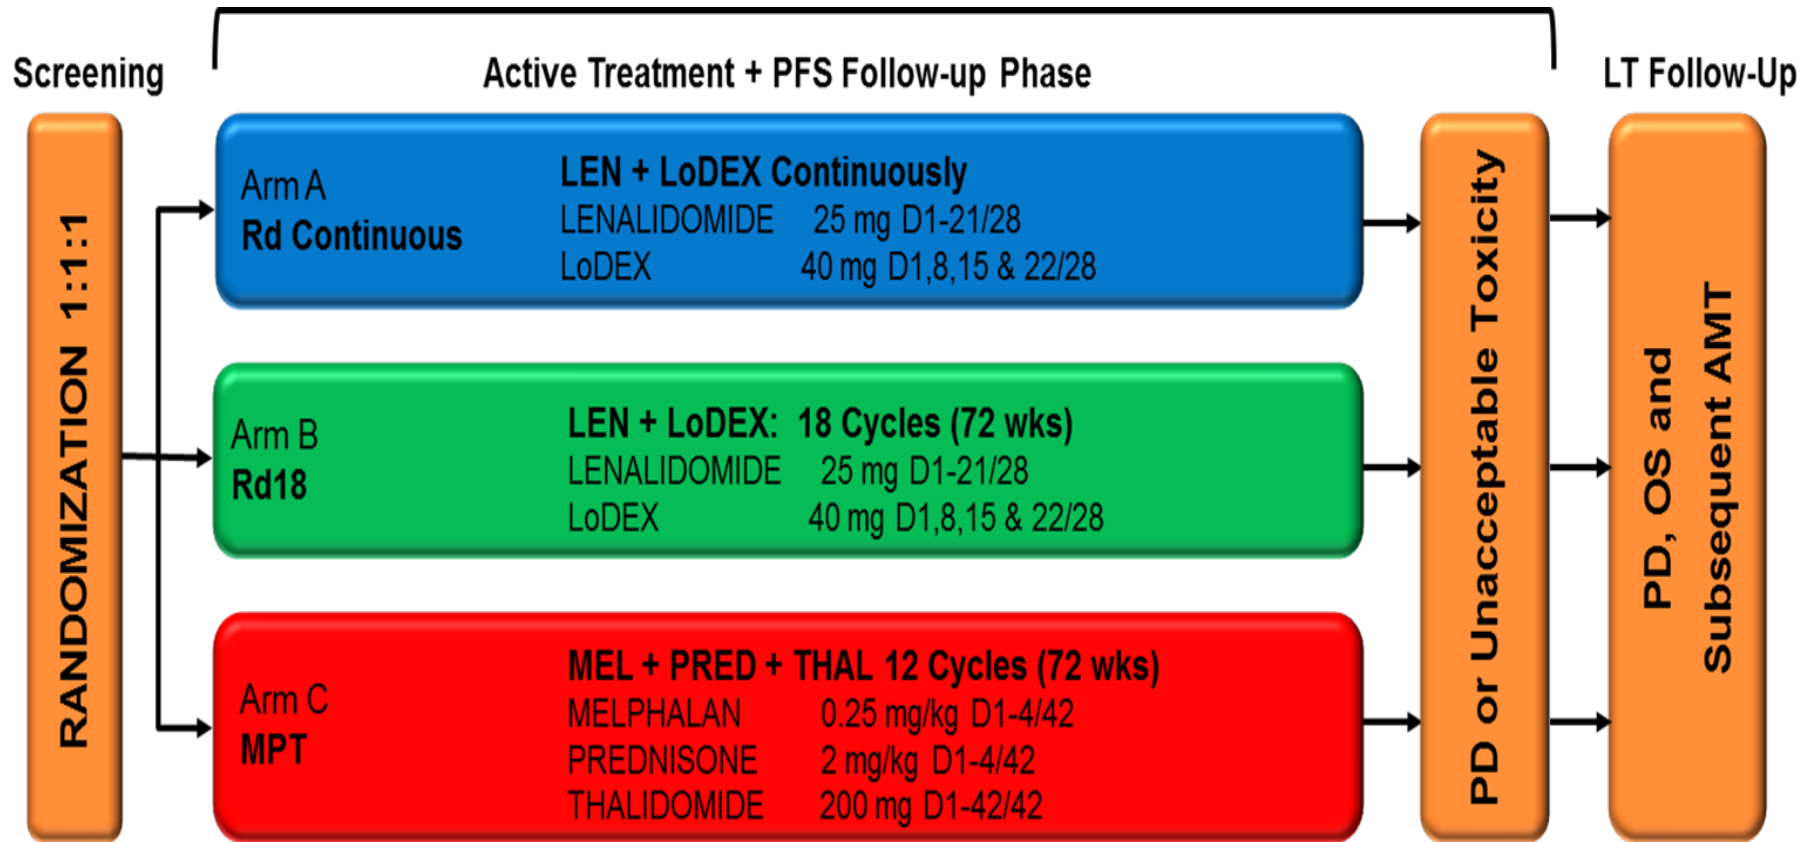 Screening
Active Treatment + PFS Follow-up Phase
LT Follow-Up
RANDOMIZATION 1:1:1
Arm A
Rd Continuous
LEN + LoDEX Continuously
LENALIDOMIDE 25 mg D1-21/28
LoDEX 40 mg D1,8,15 & 22/28
Arm B
Rd18
LEN + LoDEX: 18 Cycles (72 wks)
LENALIDOMIDE 25 mg D1-21/28
LoDEX 40 mg D1,8,15 & 22/28
Arm C
MPT
MEL + PRED + THAL 12 Cycles (72 wks)
MELPHALAN 0.25 mg/kg D1-4/42
PREDNISONE 2 mg/kg D1-4/42
THALIDOMIDE 200 mg D1-42/42
PD or Unacceptable Toxicity
PD, OS and
Subsequent AMT